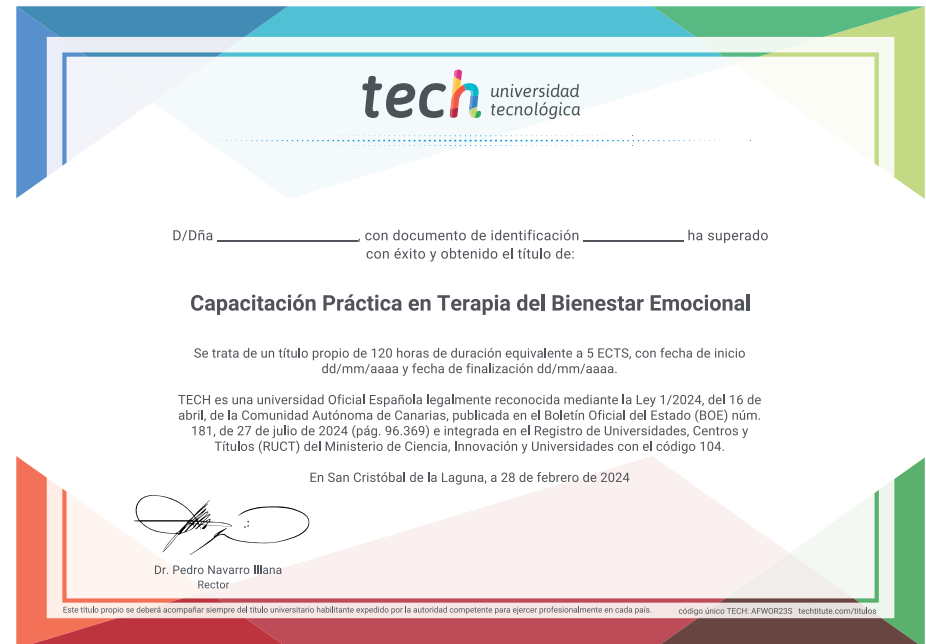 tech universidad
tecnológica
D/Dña ________________, con documento de identificación ____________ ha superado
con éxito y obtenido el título de:
Capacitación Práctica en Terapia del Bienestar Emocional
Se trata de un título propio de 120 horas de duración equivalente a 5 ECTS, con fecha de inicio
dd/mm/aaaa y fecha de finalización dd/mm/aaaa.
TECH es una universidad Oficial Española legalmente reconocida mediante la Ley 1/2024, del 16 de
abril, de la Comunidad Autónoma de Canarias, publicada en el Boletín Oficial del Estado (BOE) núm.
181, de 27 de julio de 2024 (pág. 96.369) e integrada en el Registro de Universidades, Centros y
Títulos (RUCT) del Ministerio de Ciencia, Innovación y Universidades con el código 104.
En San Cristóbal de la Laguna, a 28 de febrero de 2024
Dr. Pedro Navarro Illana
Rector
Este título propio se deberá acompañar siempre del título universitario habilitante expedido por la autoridad competente para ejercer profesionalmente en cada país. código único TECH: AFWOR23S techtitute.com/titulos